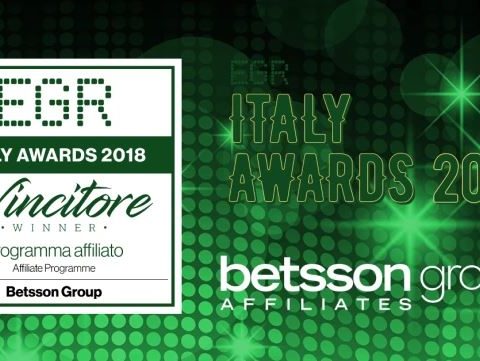 EGR
LY AWARDS 2018
Vincitore
WINNER
rogramma affiliato
Affiliate Programme
Betsson Group
EGR
ITALY
AWARDS 20
betsson gro
AFFILIATES